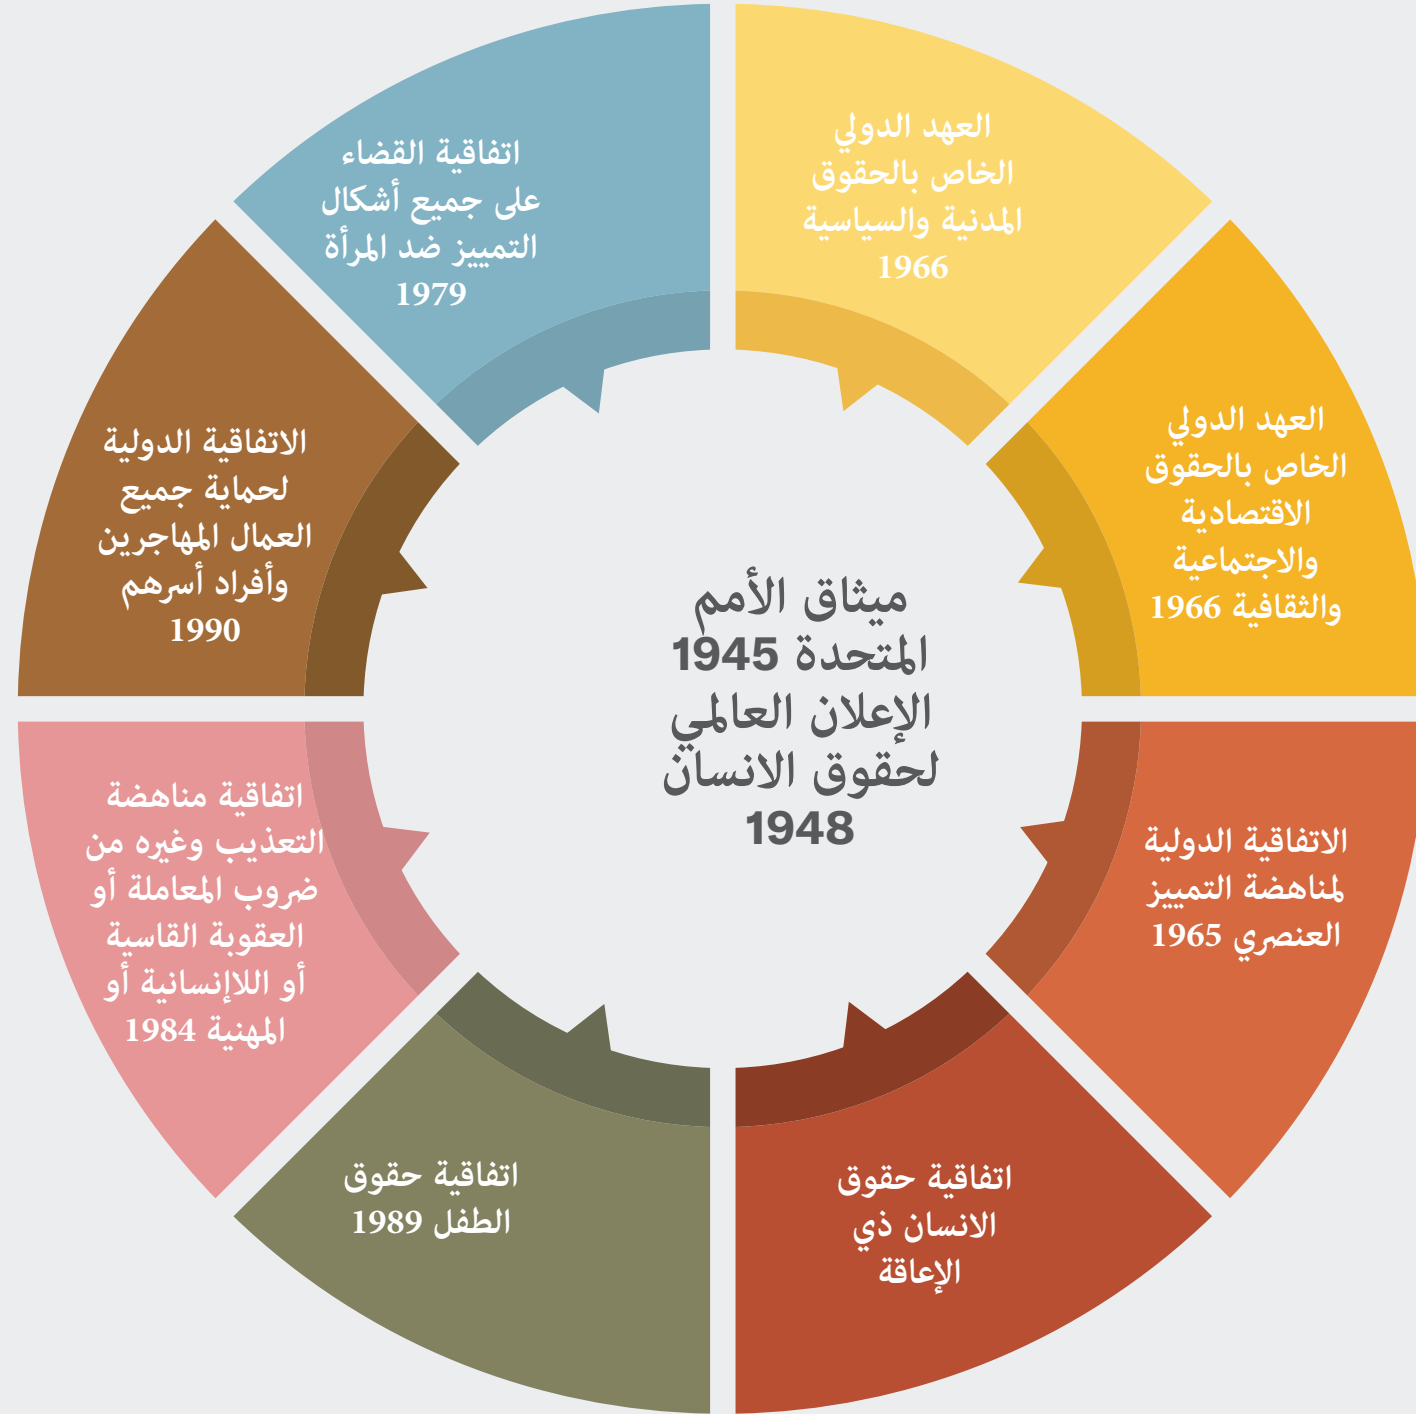 العهد الدولي
الخاص بالحقوق
المدنية والسياسية
1966
العهد الدولي
الخاص بالحقوق
الاقتصادية
والاجتماعية
والثقافية 1966
الاتفاقية الدولية
لمناهضة التمييز
العنصري 1965
اتفاقية حقوق
الانسان ذي
الإعاقة
اتفاقية حقوق
الطفل 1989
اتفاقية مناهضة
التعذيب وغيره من
ضروب المعاملة أو
العقوبة القاسية
أو اللاإنسانية أو
المهنية 1984
الاتفاقية الدولية
لحماية جميع
العمال المهاجرين
وأفراد أسرهم
1990
اتفاقية القضاء
على جميع أشكال
التمييز ضد المرأة
1979
ميثاق الأمم
المتحدة 1945
الإعلان العالمي
لحقوق الانسان
1948